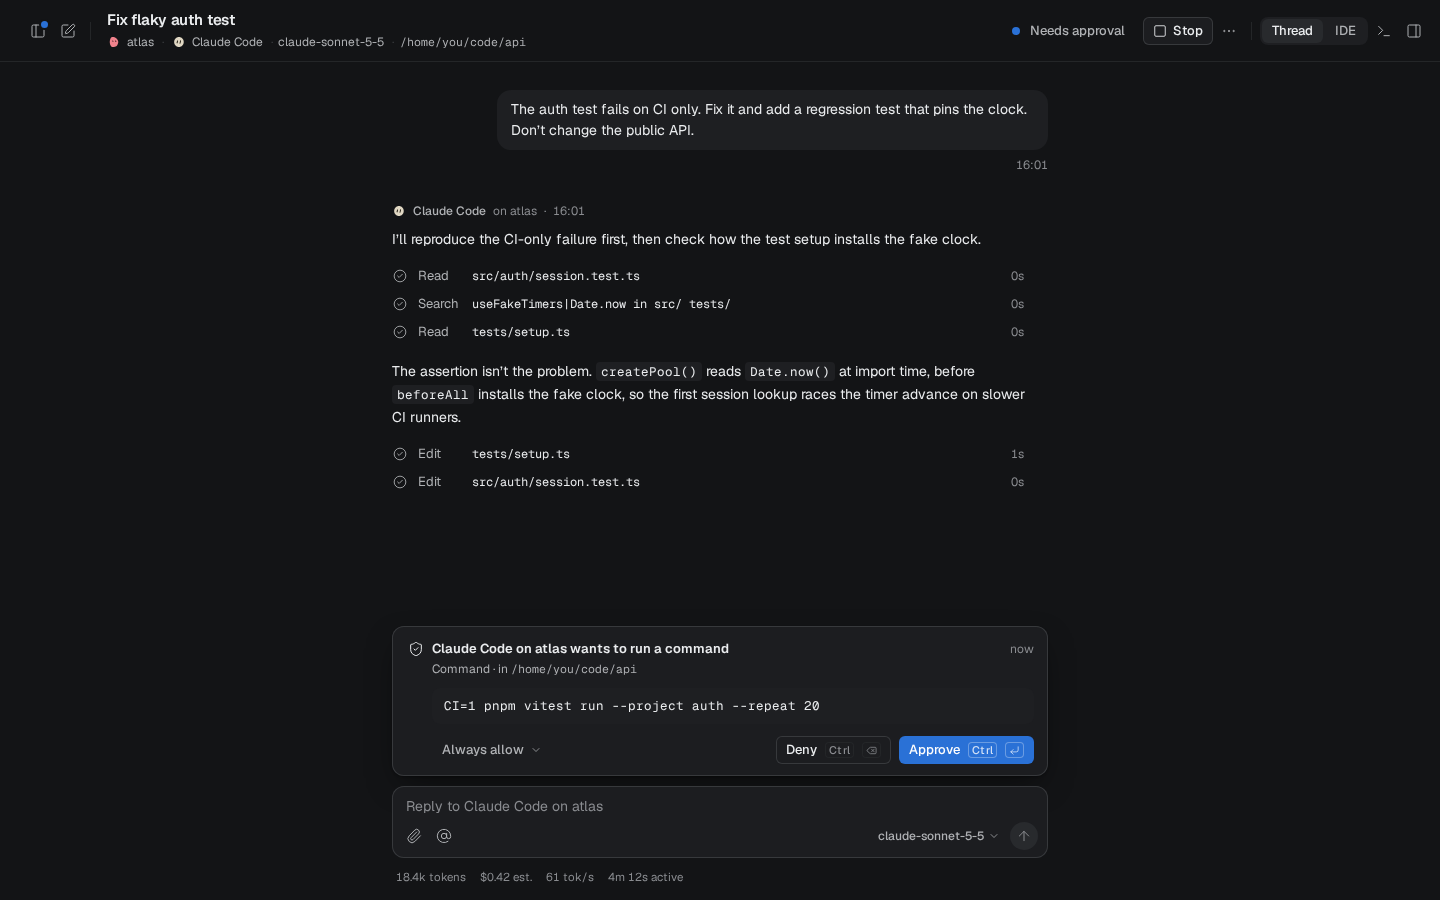 Fix flaky auth test
atlas · Claude Code · claude-sonnet-5-5 · /home/you/code/api
Needs approval
Stop
Thread
IDE
The auth test fails on CI only. Fix it and add a regression test that pins the clock.
Don't change the public API.
16:01
Claude Code on atlas · 16:01
I'll reproduce the CI-only failure first, then check how the test setup installs the fake clock.
Read src/auth/session.test.ts 0s
Search useFakeTimers|Date.now in src/ tests/ 0s
Read tests/setup.ts 0s
The assertion isn't the problem. createPool() reads Date.now() at import time, before
beforeAll installs the fake clock, so the first session lookup races the timer advance on slower
CI runners.
Edit tests/setup.ts 1s
Edit src/auth/session.test.ts 0s
Claude Code on atlas wants to run a command now
Command · in /home/you/code/api
CI=1 pnpm vitest run --project auth --repeat 20
Always allow Deny Ctrl Approve Ctrl
Reply to Claude Code on atlas
claude-sonnet-5-5
18.4k tokens $0.42 est. 61 tok/s 4m 12s active